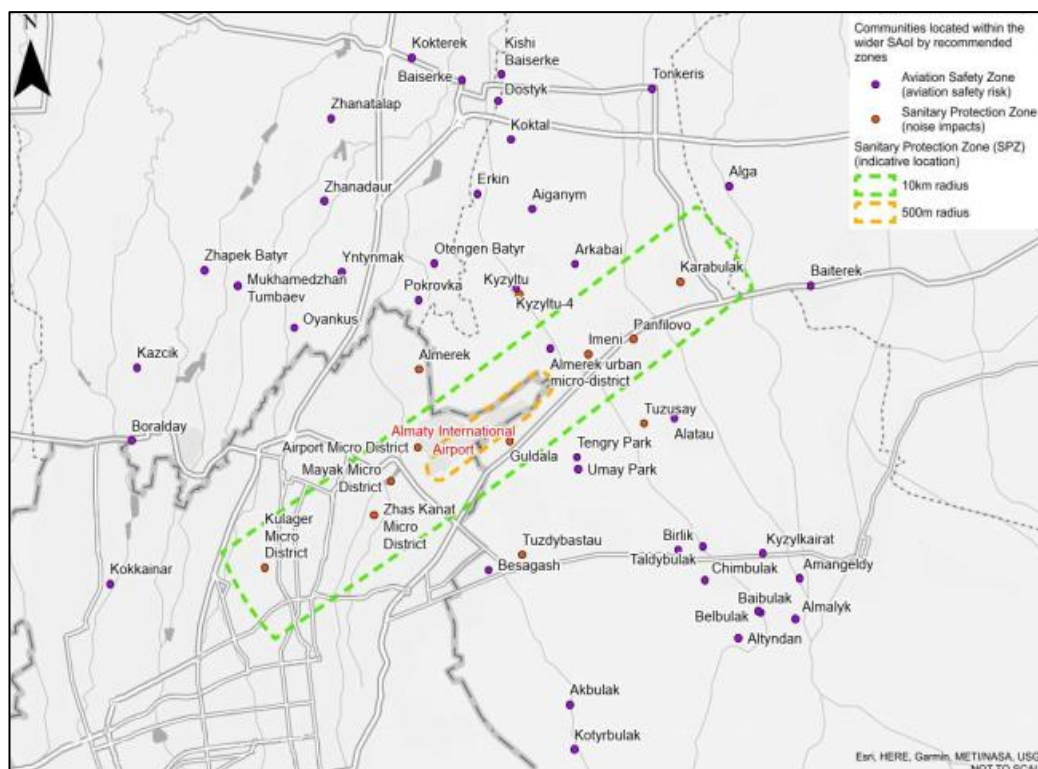 N
Communities located within the
wider SAoI by recommended
zones
Aviation Safety Zone
(aviation safety risk)
Sanitary Protection Zone
(noise impacts)
Sanitary Protection Zone (SPZ)
(indicative location)
10km radius
500m radius
Kokterek
Kishi
Baiserke
Baiserke
Dostyk
Tonkeris
Zhanatalap
Koktal
Erkin
Alga
Zhanadaur
Aiganym
Zhapek Batyr
Yntynmak
Otengen Batyr
Arkabai
Karabulak
Mukhamedzhan
Tumbaev
Kyzyltu
Baiterek
Pokrovka
Kyzyltu-4
Oyankus
Panfilovo
Imeni
Kazcik
Almerek
Almerek urban
micro-district
Tuzusay
Boralday
Almaty International
Airport
Alatau
Airport Micro District
Guldala
Tengry Park
Mayak Micro
District
Umay Park
Zhas Kanat
Micro
District
Kulager
Micro
District
Tuzdybastau
Birlik
Kyzylkairat
Taldybulak
Kokkainar
Besagash
Chimbulak
Amangeldy
Baibulak
Belbulak
Almalyk
Altyndan
Akbulak
Kotyrbulak
Esri, HERE, Garmin, METI/NASA, USG
NOT TO SCAL